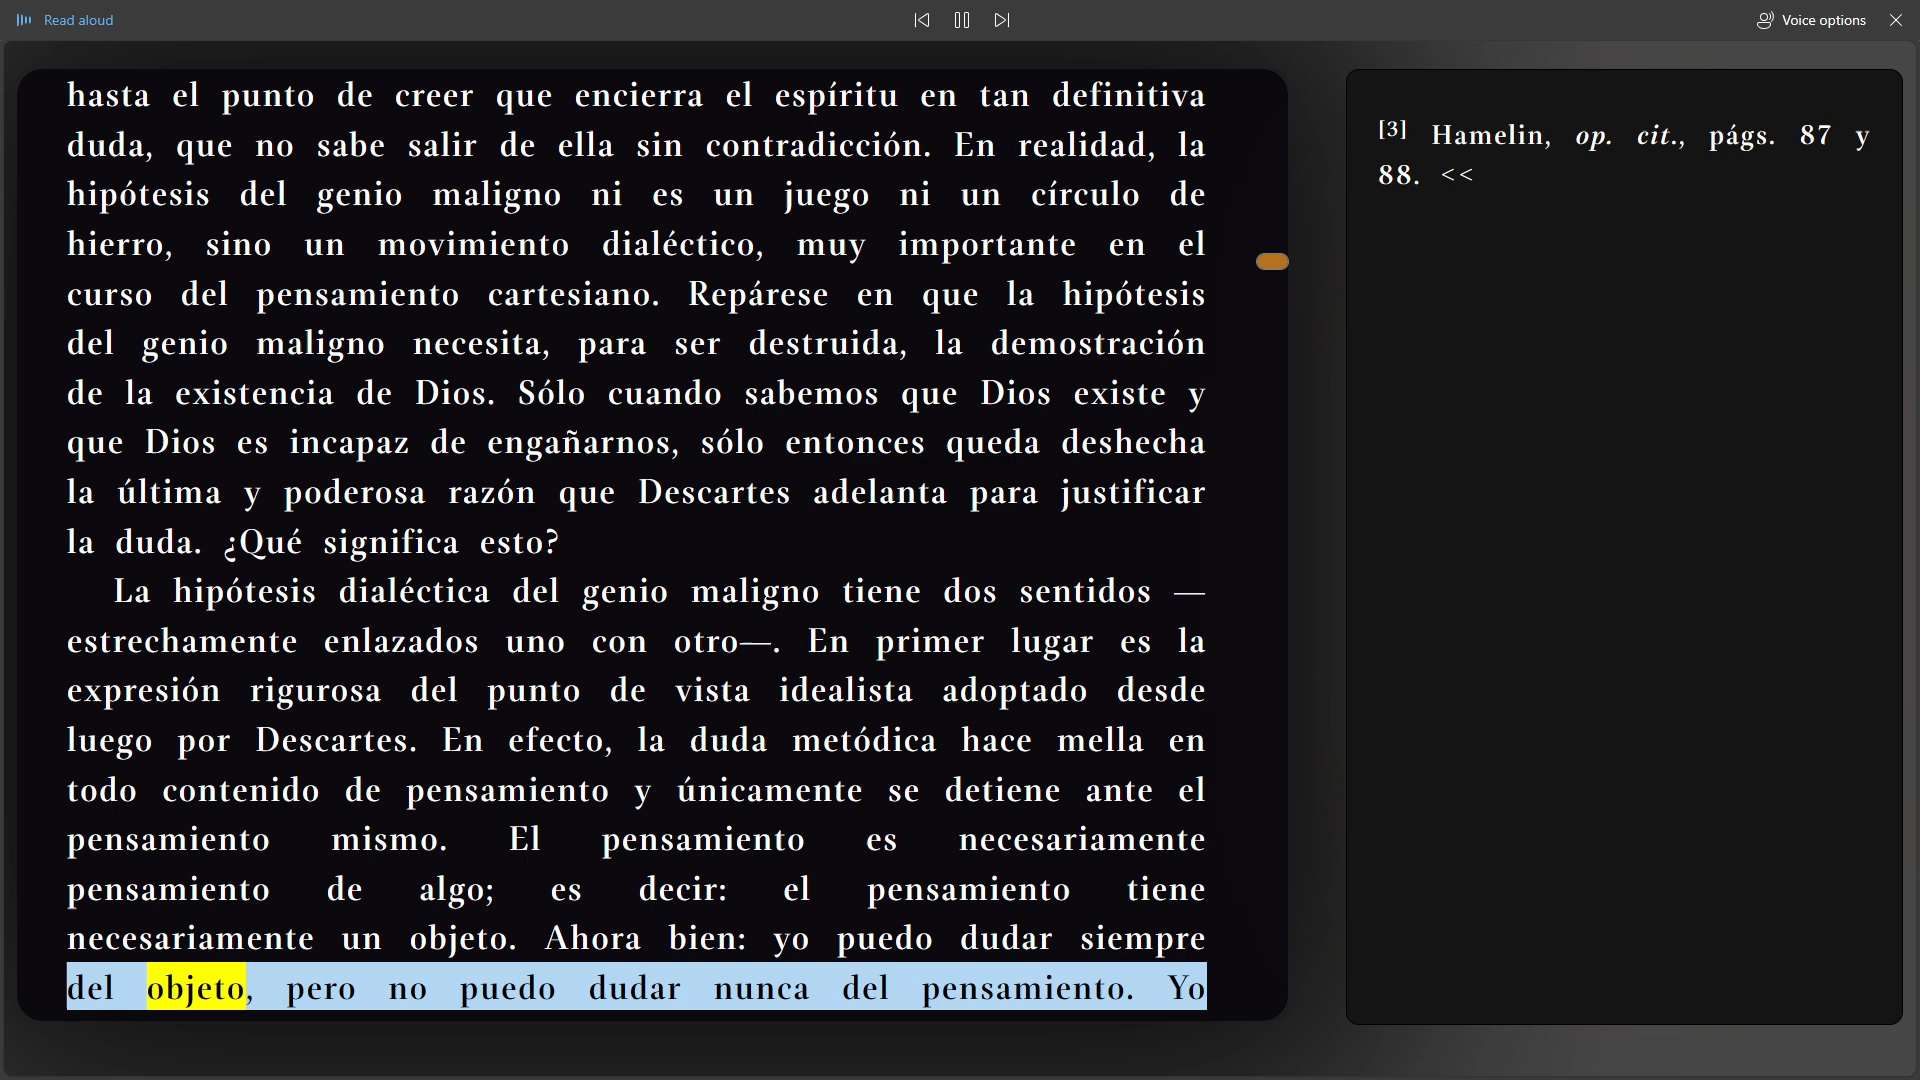 Read aloud
Voice options
hasta el punto de creer que encierra el espíritu en tan definitiva
duda, que no sabe salir de ella sin contradicción. En realidad, la
hipótesis del genio maligno ni es un juego ni un círculo de
hierro, sino un movimiento dialéctico, muy importante en el
curso del pensamiento cartesiano. Repárese en que la hipótesis
del genio maligno necesita, para ser destruida, la demostración
de la existencia de Dios. Sólo cuando sabemos que Dios existe y
que Dios es incapaz de engañarnos, sólo entonces queda deshecha
la última y poderosa razón que Descartes adelanta para justificar
la duda. ¿Qué significa esto?
La hipótesis dialéctica del genio maligno tiene dos sentidos —
estrechamente enlazados uno con otro—. En primer lugar es la
expresión rigurosa del punto de vista idealista adoptado desde
luego por Descartes. En efecto, la duda metódica hace mella en
todo contenido de pensamiento y únicamente se detiene ante el
pensamiento mismo. El pensamiento es necesariamente
pensamiento de algo; es decir: el pensamiento tiene
necesariamente un objeto. Ahora bien: yo puedo dudar siempre
del objeto, pero no puedo dudar nunca del pensamiento. Yo
[3] Hamelin, op. cit., págs. 87 y
88. <<